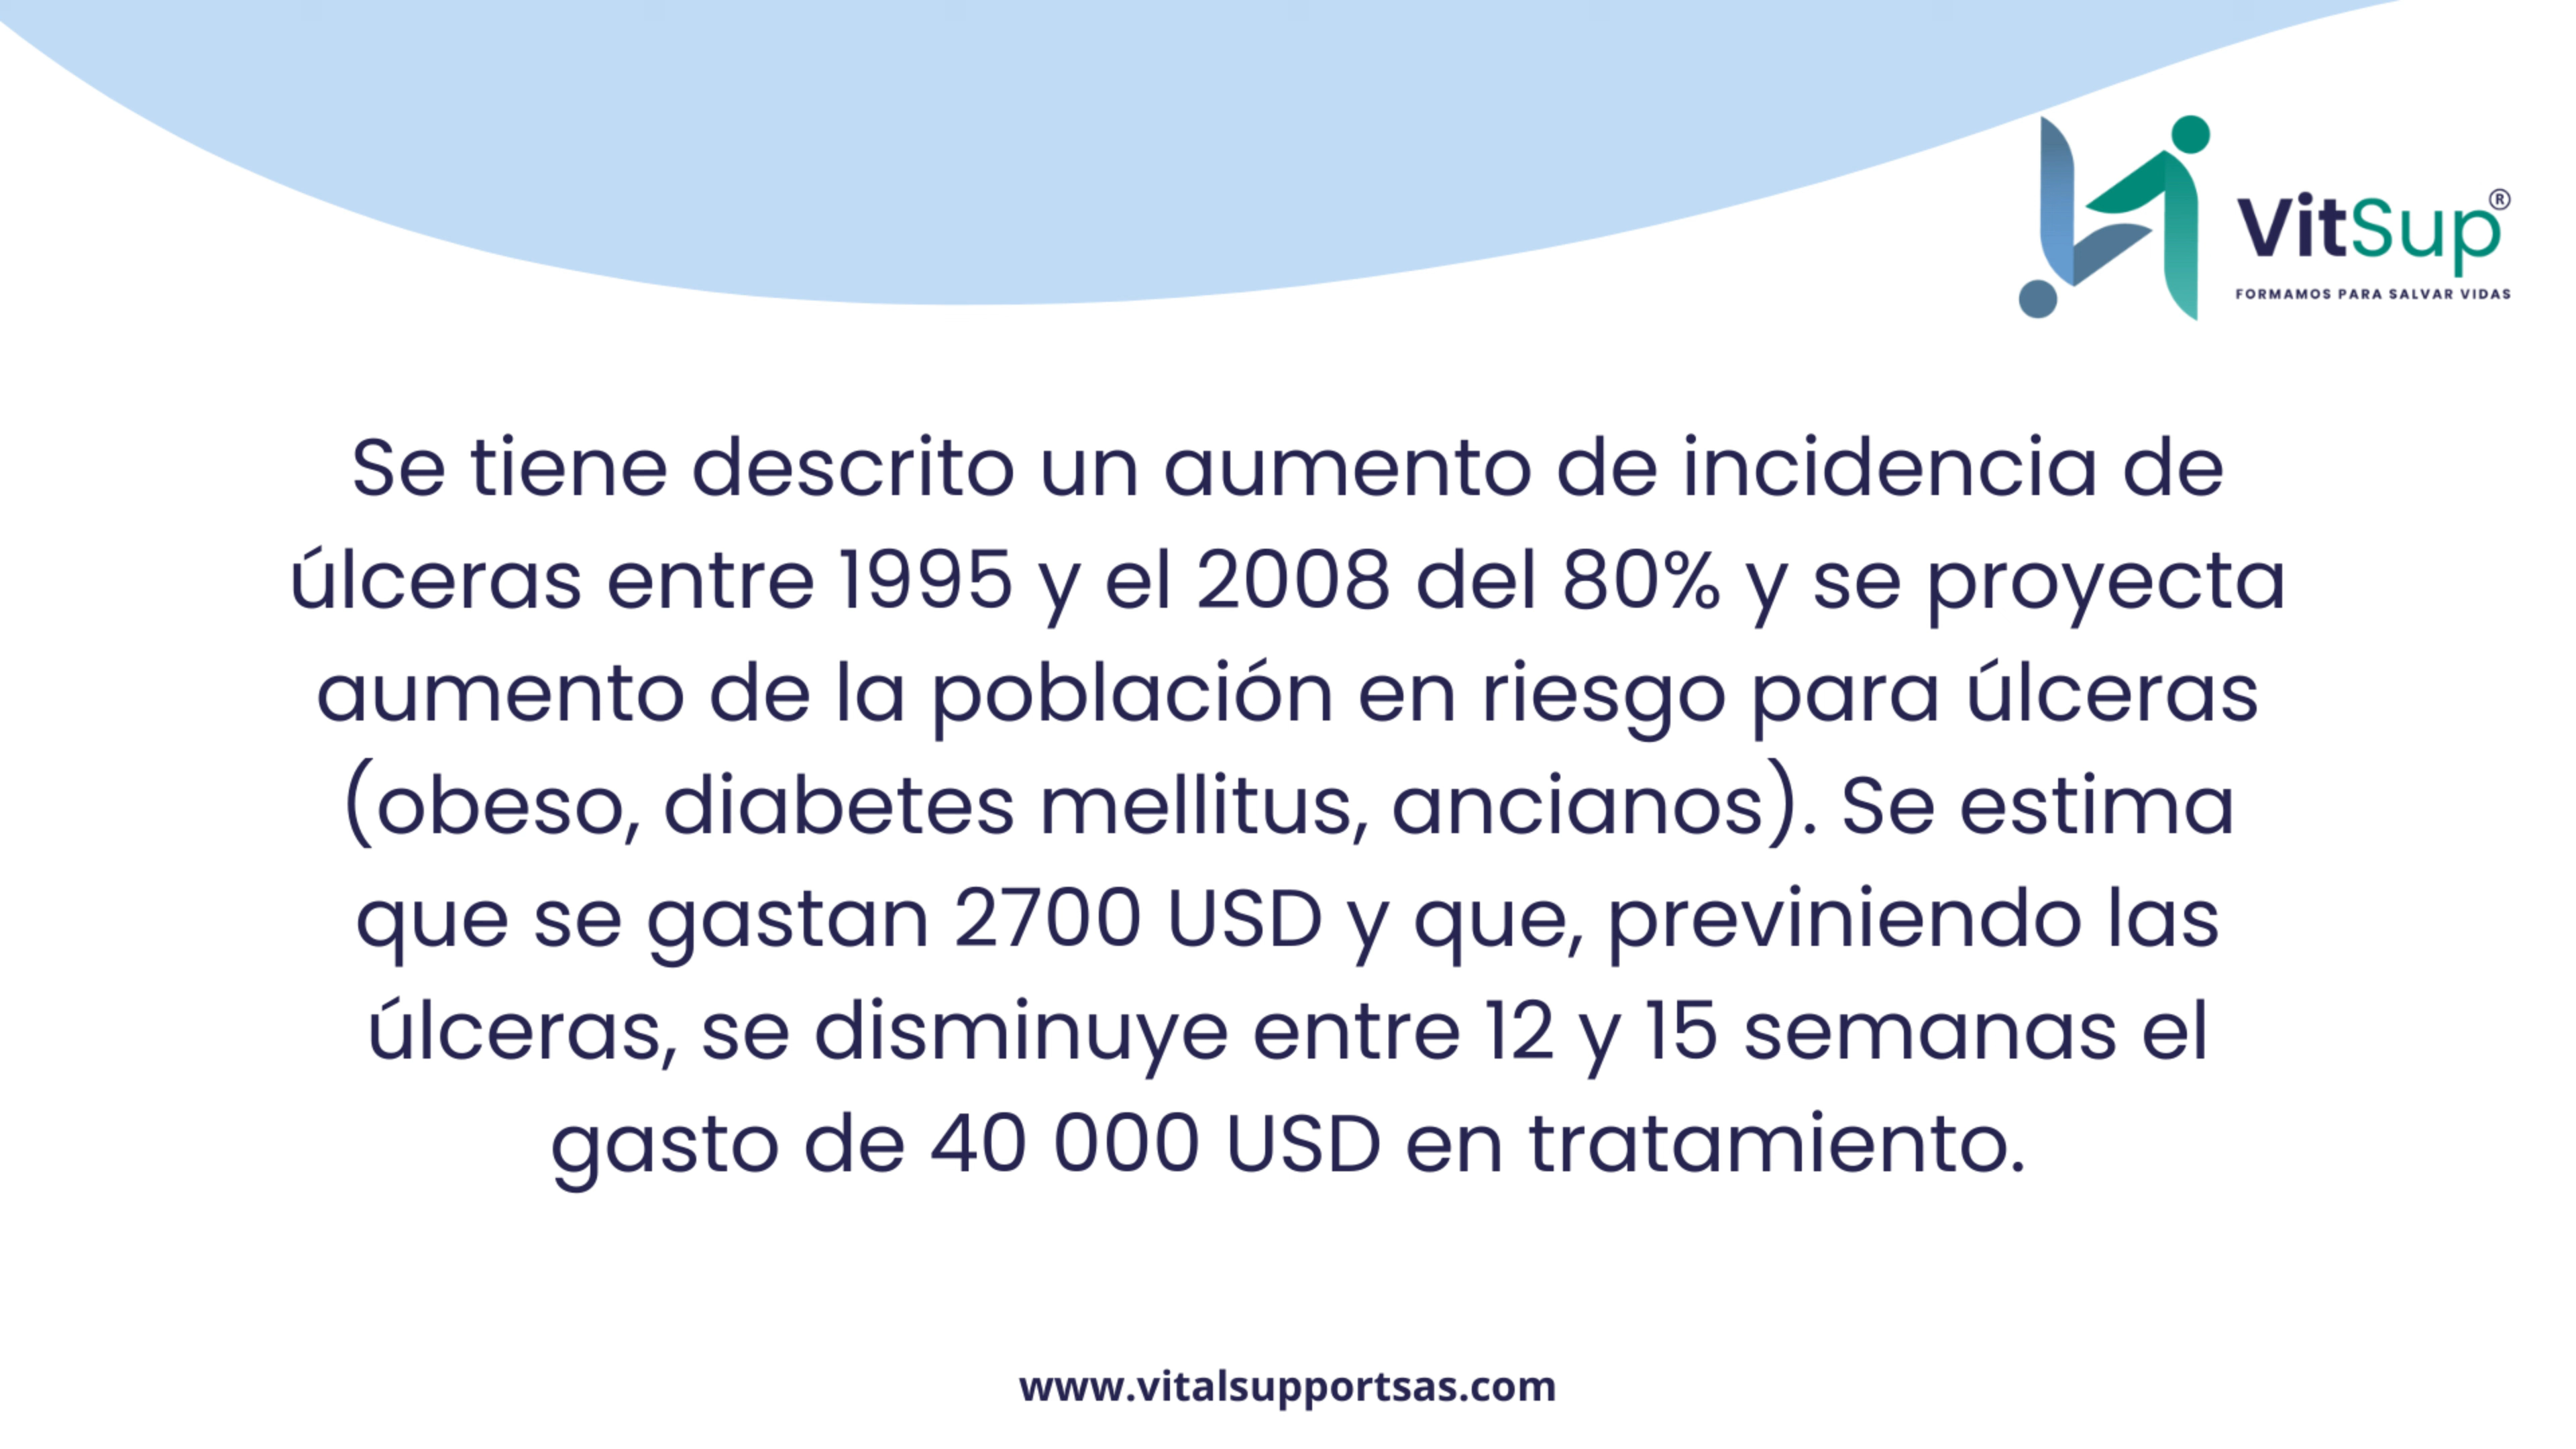 VitSup®
FORMAMOS PARA SALVAR VIDAS
Se tiene descrito un aumento de incidencia de
úlceras entre 1995 y el 2008 del 80% y se proyecta
aumento de la población en riesgo para úlceras
(obeso, diabetes mellitus, ancianos). Se estima
que se gastan 2700 USD y que, previniendo las
úlceras, se disminuye entre 12 y 15 semanas el
gasto de 40 000 USD en tratamiento.
www.vitalsupportsas.com